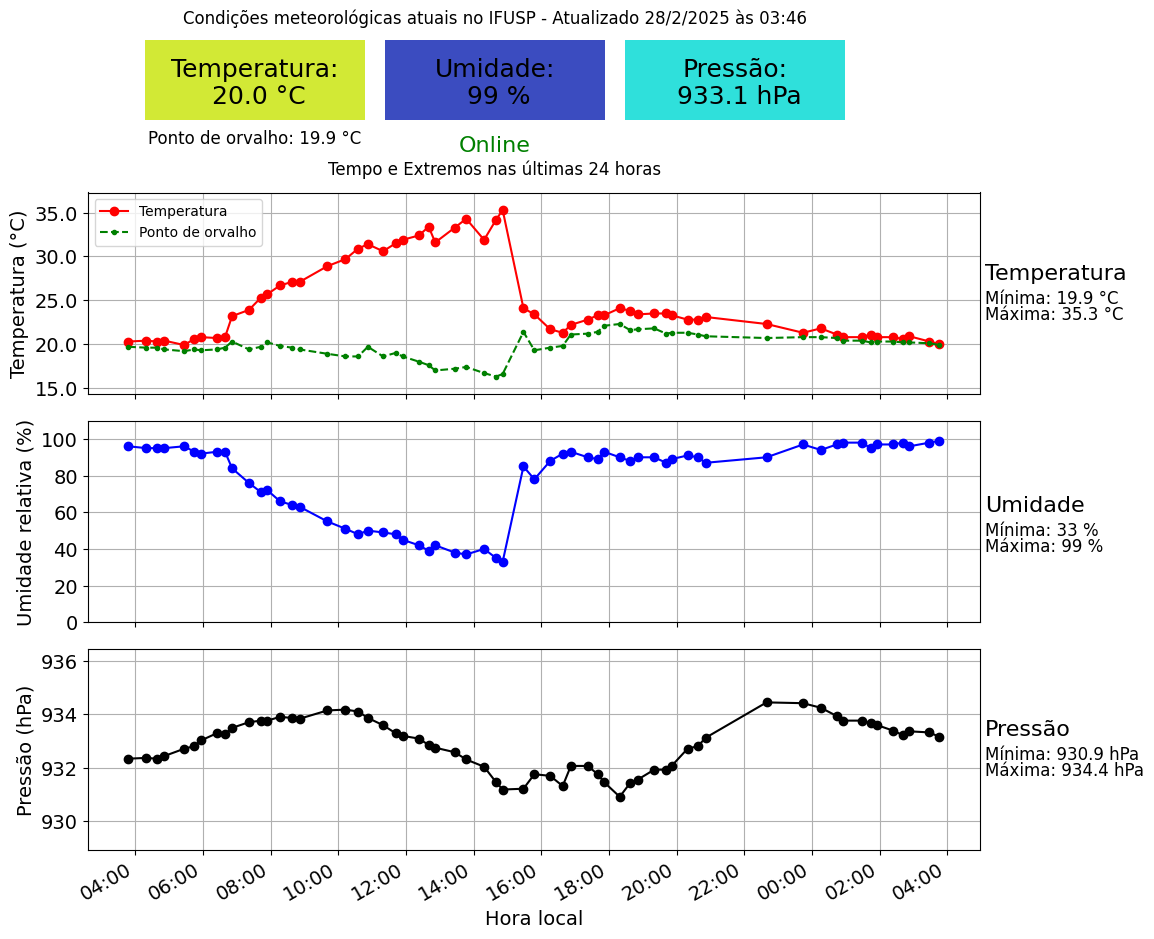 Condições meteorológicas atuais no IFUSP - Atualizado 28/2/2025 às 03:46
Temperatura:
20.0 °C
Umidade:
99 %
Pressão:
933.1 hPa
Ponto de orvalho: 19.9 °C
Online
Tempo e Extremos nas últimas 24 horas
Temperatura (°C)
35.0
30.0
25.0
20.0
15.0
Temperatura
Ponto de orvalho
Temperatura
Mínima: 19.9 °C
Máxima: 35.3 °C
Umidade relativa (%)
100
80
60
40
20
0
Umidade
Mínima: 33 %
Máxima: 99 %
Pressão (hPa)
936
934
932
930
Pressão
Mínima: 930.9 hPa
Máxima: 934.4 hPa
04:00 06:00 08:00 10:00 12:00 14:00 16:00 18:00 20:00 22:00 00:00 02:00 04:00
Hora local